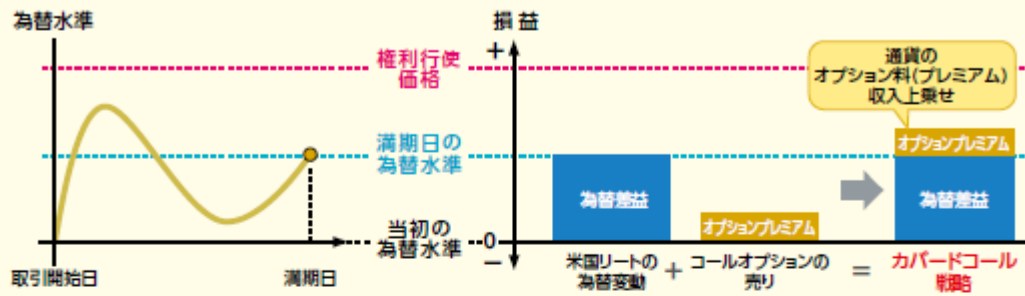 為替水準
取引開始日
満期日
権利行使
価格
満期日の
為替水準
当初の
為替水準
損益
+
0
−
為替差益
オプションプレミアム
通貨の
オプション料(プレミアム)
収入上乗せ
オプションプレミアム
為替差益
米国リートの
為替変動
+
コールオプションの
売り
=
カバードコール
戦略